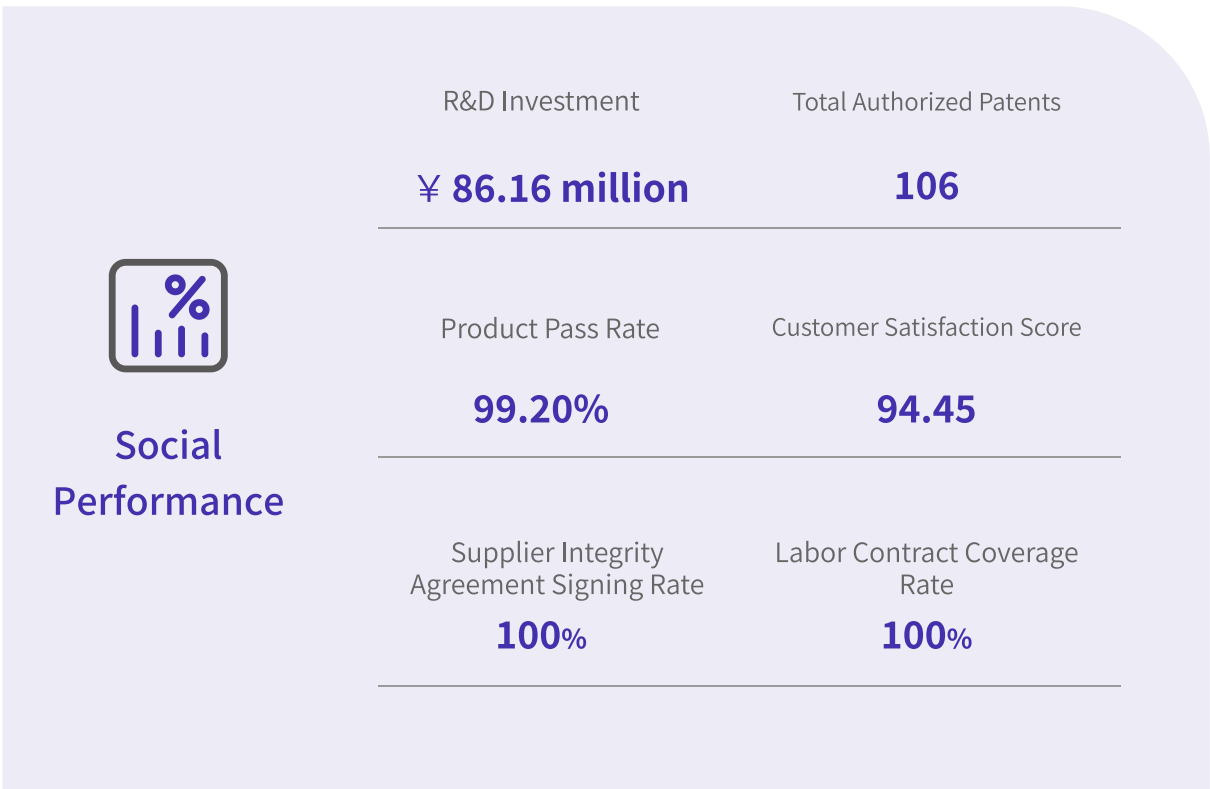 Social
Performance
R&D Investment
¥ 86.16 million
Total Authorized Patents
106
Product Pass Rate
99.20%
Customer Satisfaction Score
94.45
Supplier Integrity
Agreement Signing Rate
100%
Labor Contract Coverage
Rate
100%